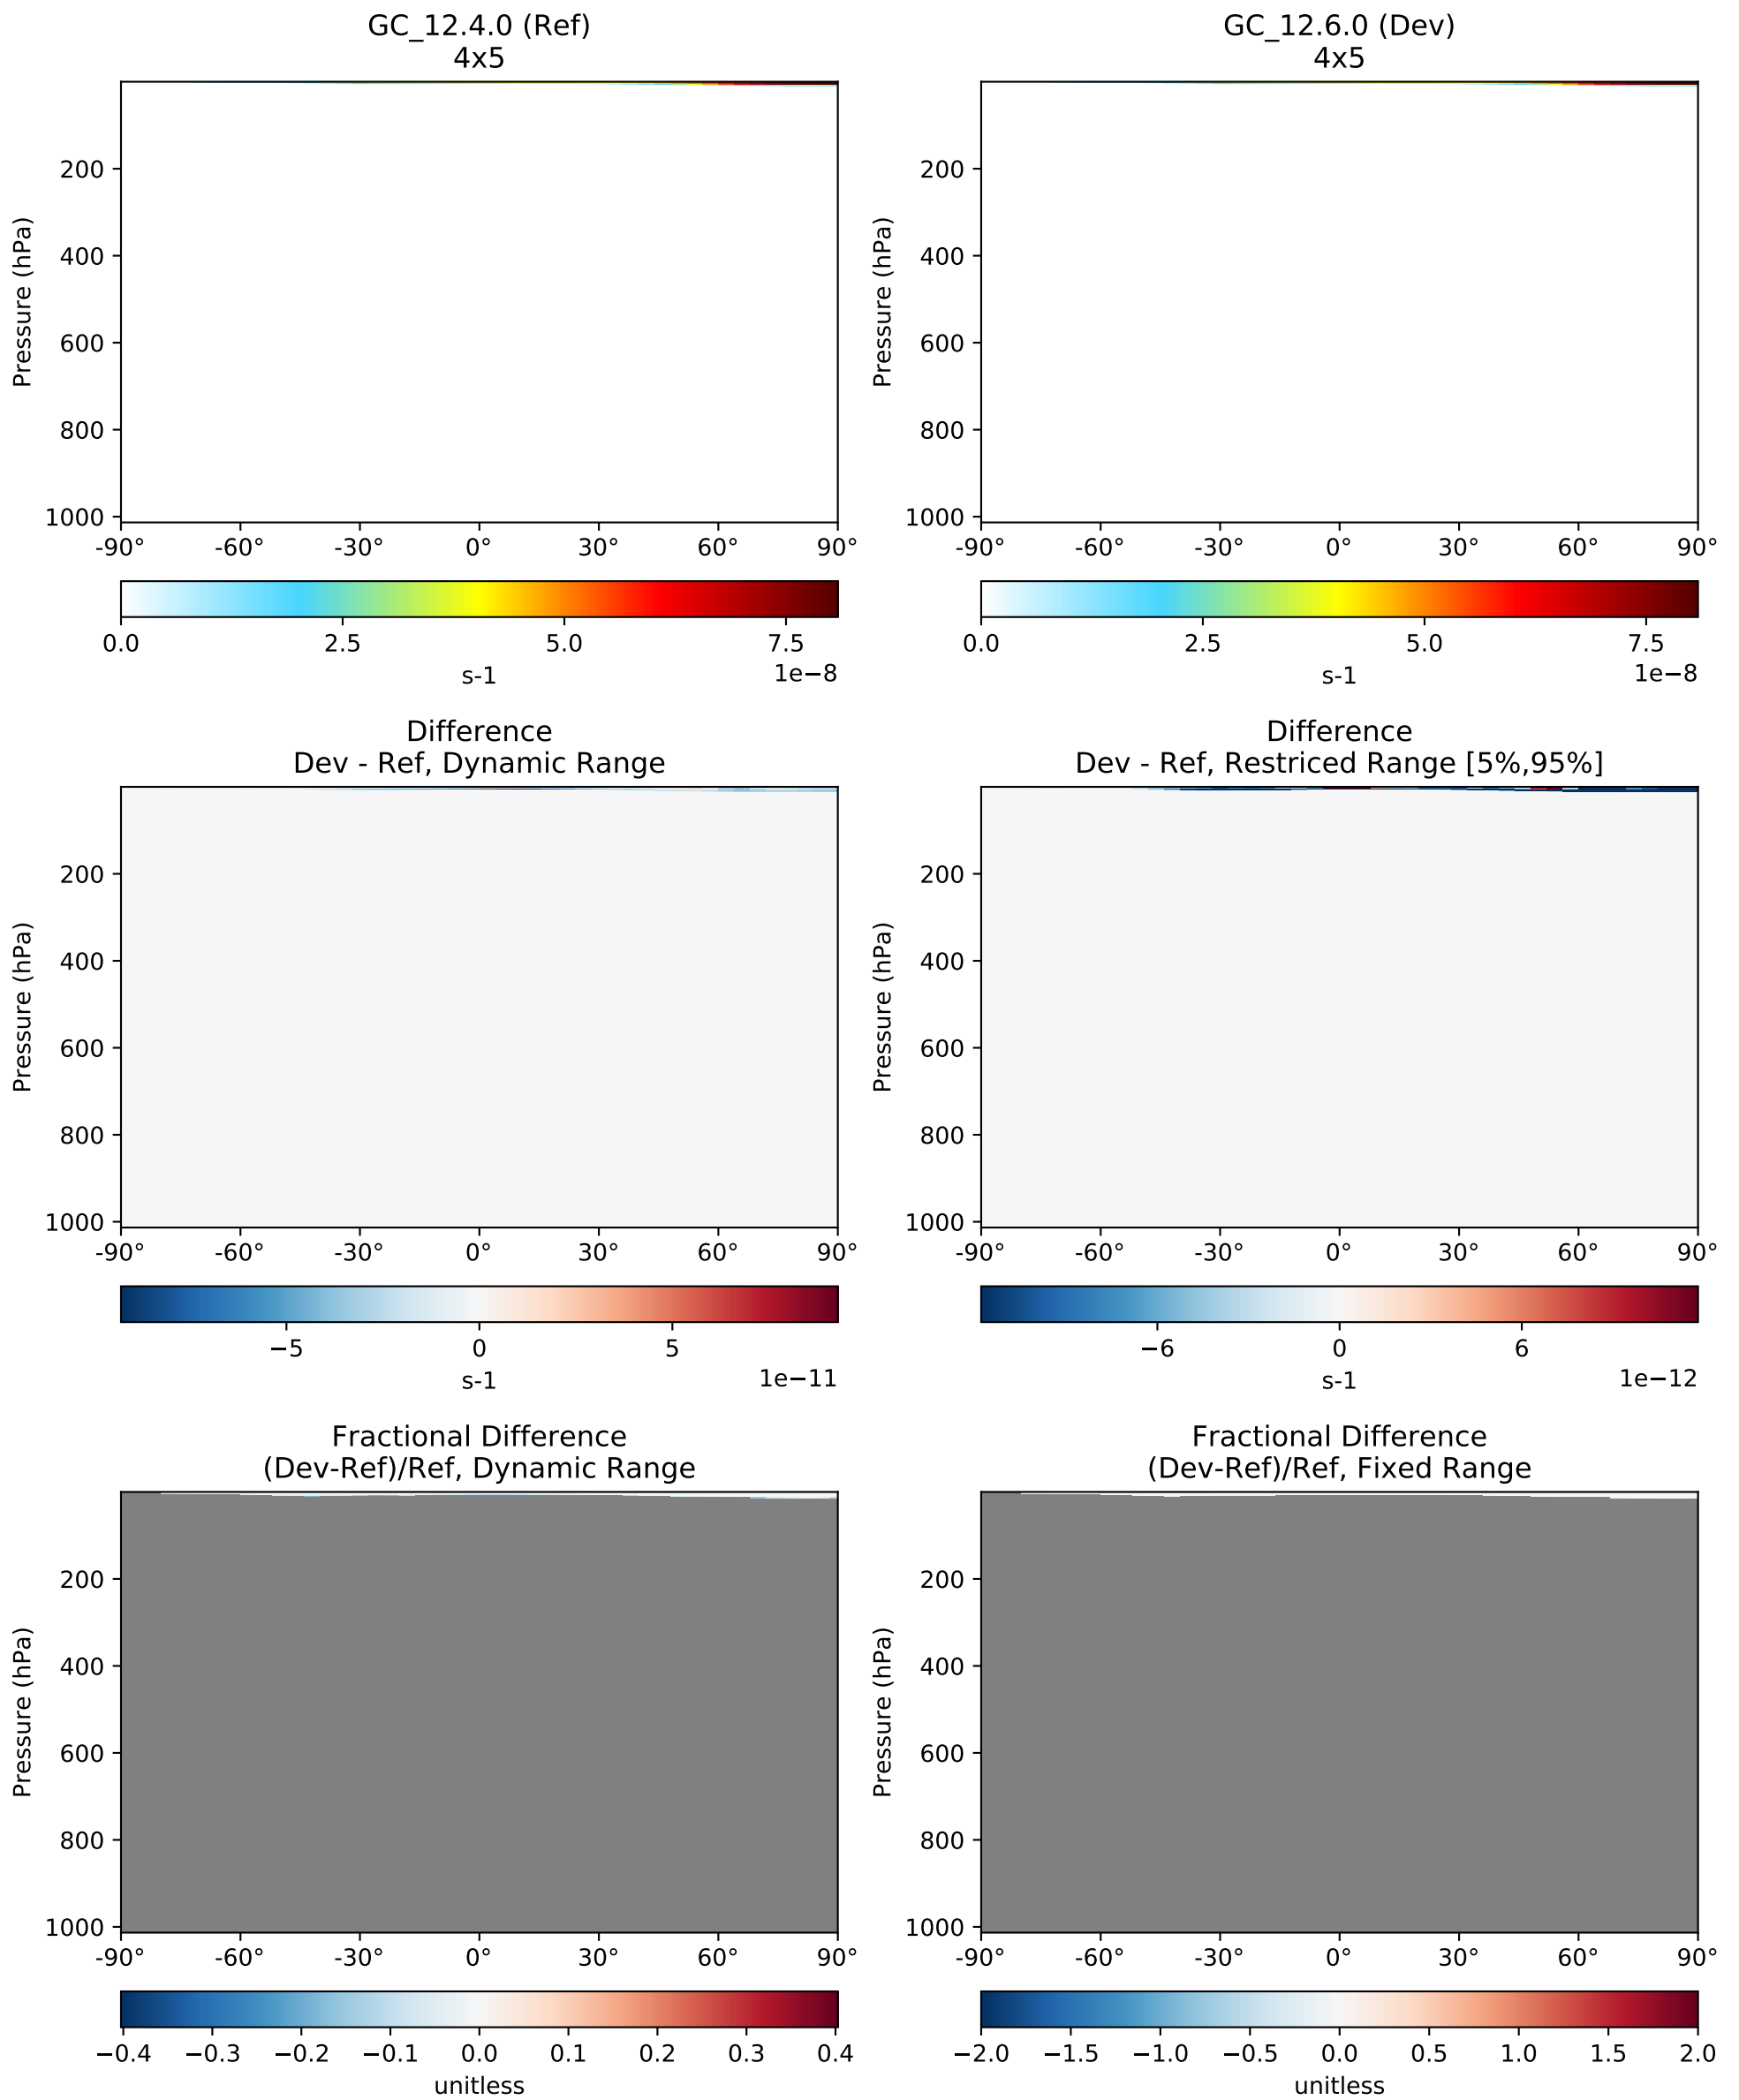 GC_12.4.0 (Ref)
4x5
GC_12.6.0 (Dev)
4x5
Pressure (hPa)
200
400
600
800
1000
-90° -60° -30° 0° 30° 60° 90°
0.0 2.5 5.0 7.5
1e−8
s-1
Pressure (hPa)
200
400
600
800
1000
-90° -60° -30° 0° 30° 60° 90°
0.0 2.5 5.0 7.5
1e−8
s-1
Difference
Dev - Ref, Dynamic Range
Difference
Dev - Ref, Restriced Range [5%,95%]
Pressure (hPa)
200
400
600
800
1000
-90° -60° -30° 0° 30° 60° 90°
−5 0 5
1e−11
s-1
Pressure (hPa)
200
400
600
800
1000
-90° -60° -30° 0° 30° 60° 90°
−6 0 6
1e−12
s-1
Fractional Difference
(Dev-Ref)/Ref, Dynamic Range
Fractional Difference
(Dev-Ref)/Ref, Fixed Range
Pressure (hPa)
200
400
600
800
1000
-90° -60° -30° 0° 30° 60° 90°
−0.4 −0.3 −0.2 −0.1 0.0 0.1 0.2 0.3 0.4
unitless
Pressure (hPa)
200
400
600
800
1000
-90° -60° -30° 0° 30° 60° 90°
−2.0 −1.5 −1.0 −0.5 0.0 0.5 1.0 1.5 2.0
unitless